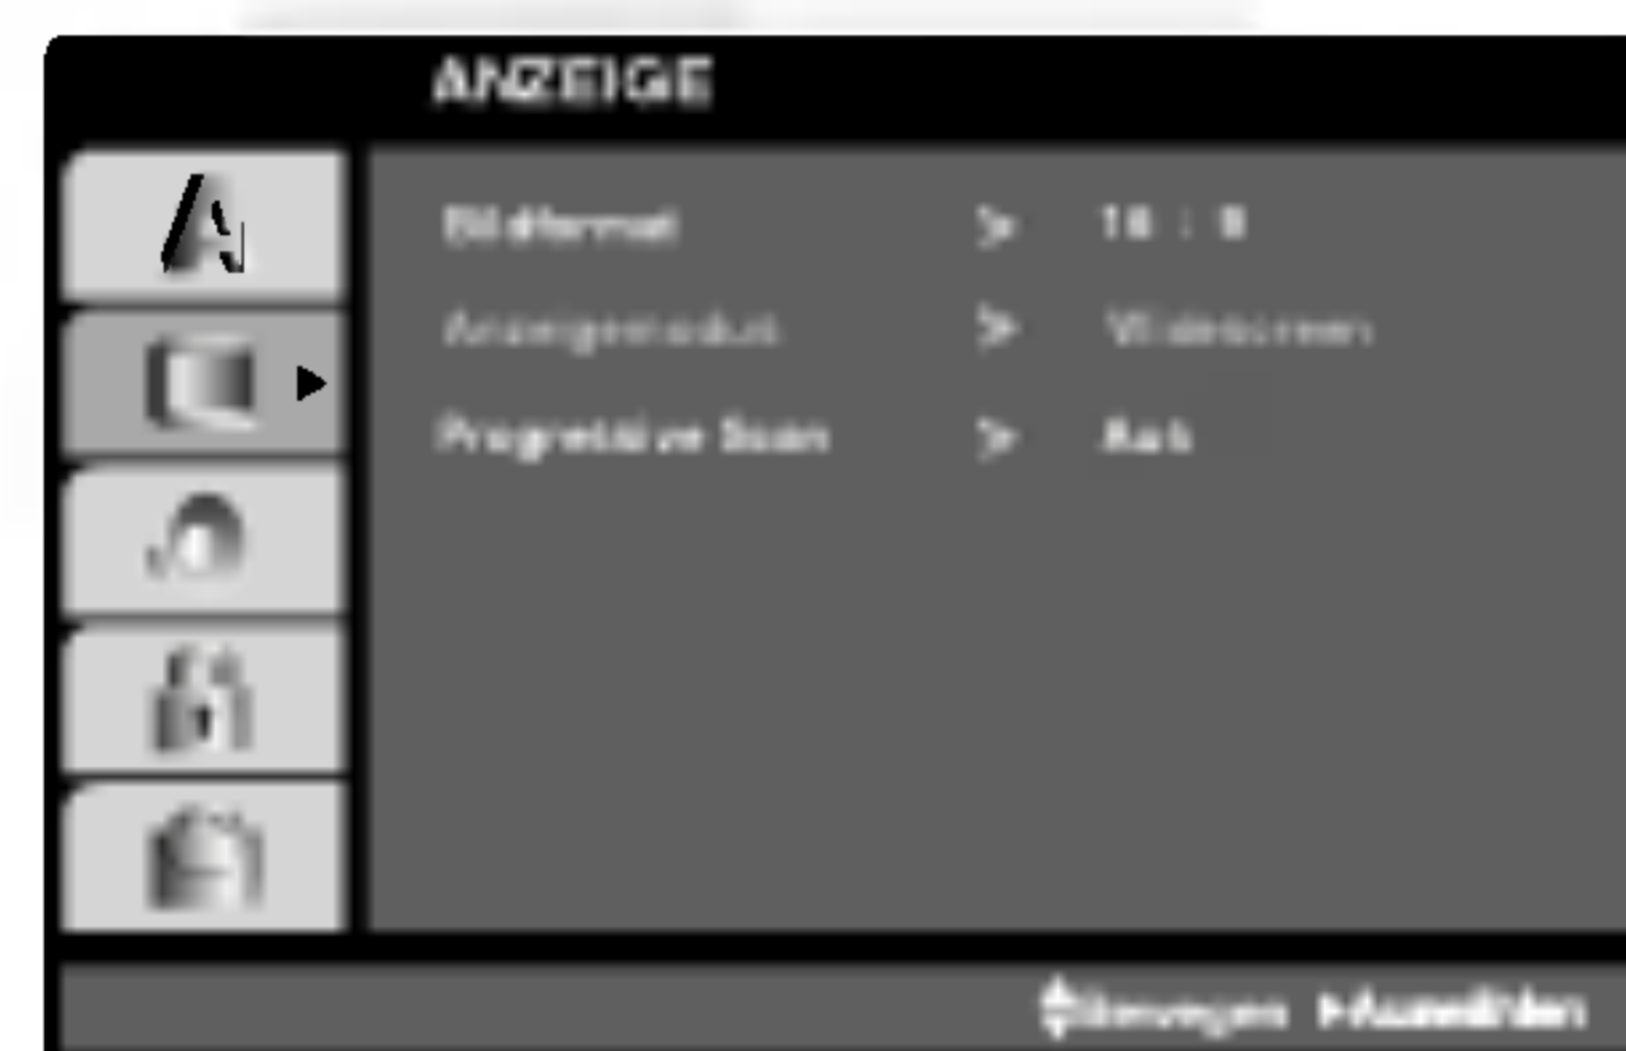 ANZEIGE
A
Bildformat > 16 : 9
Anzeigemodus > Widescreen
Progressive Scan > Aus
Bewegen Auswählen